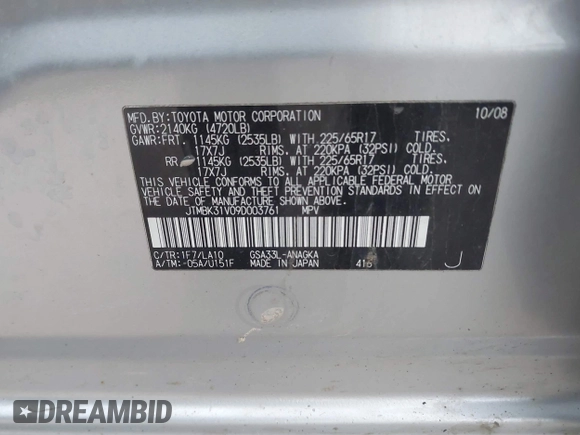 MFD.BY:TOYOTA MOTOR CORPORATION 10/08
GVWR:2140KG (4720LB)
GAWR:FRT. 1145KG (2535LB) WITH 225/65R17 TIRES.
17X7J RIMS. AT 220KPA (32PSI) COLD.
RR 1145KG (2535LB) WITH 225/65R17 TIRES.
17X7J RIMS. AT 220KPA (32PSI) COLD.
THIS VEHICLE CONFORMS TO ALL APPLICABLE FEDERAL MOTOR
VEHICLE SAFETY AND THEFT PREVENTION STANDARDS IN EFFECT ON
THE DATE OF MANUFACTURE SHOWN ABOVE.
JTMBK31V09D003761 MPV
C/TR:1F7/LA10 GSA33L-ANAGKA
A/TM:-05A/U151F MADE IN JAPAN 416 J
DREAMBID